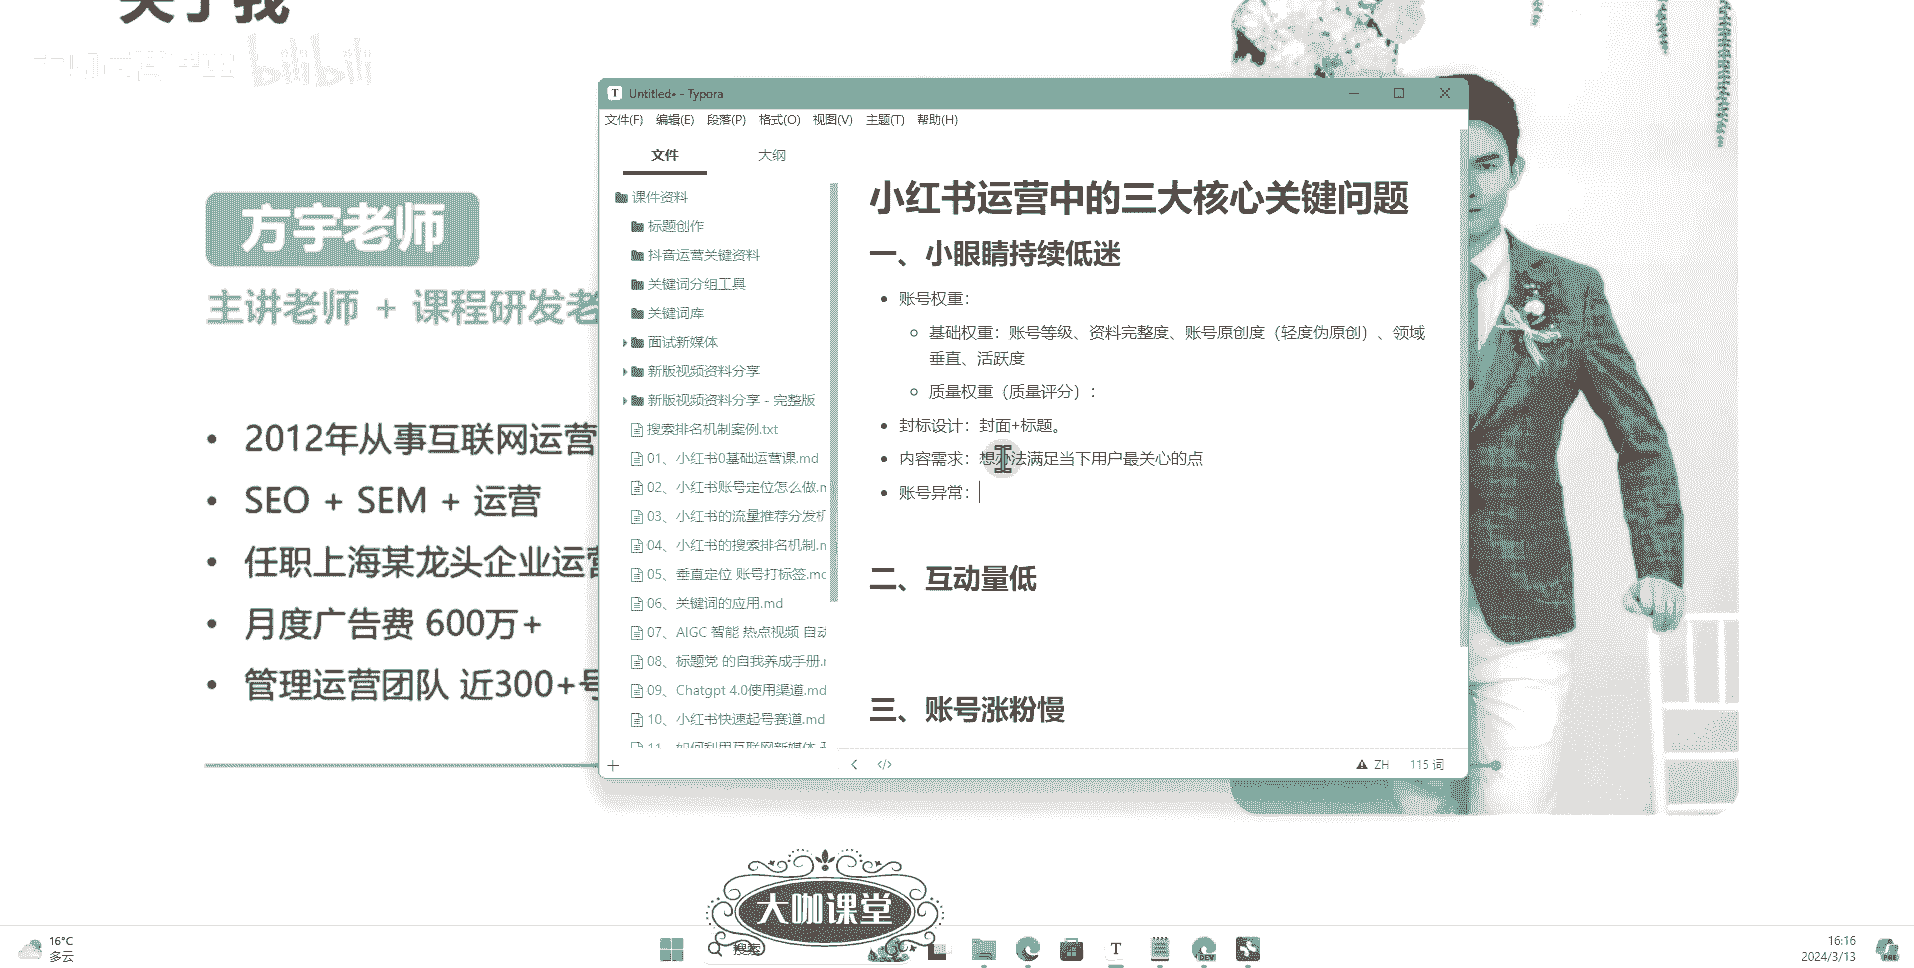 关于我
bilibili
方宇老师
主讲老师 + 课程研发老
2012年从事互联网运营
SEO + SEM + 运营
任职上海某龙头企业运营
月度广告费 600万+
管理运营团队 近300+号
Untitled• - Typora
文件(F) 编辑(E) 段落(P) 格式(O) 视图(V) 主题(T) 帮助(H)
文件 大纲
课件资料
标题创作
抖音运营关键资料
关键词分组工具
关键词库
面试新媒体
新版视频资料分享
新版视频资料分享 - 完整版
搜索排名机制案例.txt
01、小红书0基础运营课.md
02、小红书账号定位怎么做.m
03、小红书的流量推荐分发机
04、小红书的搜索排名机制.m
05、垂直定位 账号打标签.md
06、关键词的应用.md
07、AIGC 智能 热点视频 自动
08、标题党 的自我养成手册.m
09、Chatgpt 4.0使用渠道.md
10、小红书快速起号赛道.md
11、如何利用互联网新媒体
小红书运营中的三大核心关键问题
一、小眼睛持续低迷
账号权重：
基础权重：账号等级、资料完整度、账号原创度（轻度伪原创）、领域
垂直、活跃度
质量权重（质量评分）：
封标设计：封面+标题。
内容需求：想办法满足当下用户最关心的点
账号异常：
二、互动量低
三、账号涨粉慢
ZH 115 词
大咖课堂
16°C
多云
搜索
16:16
2024/3/13